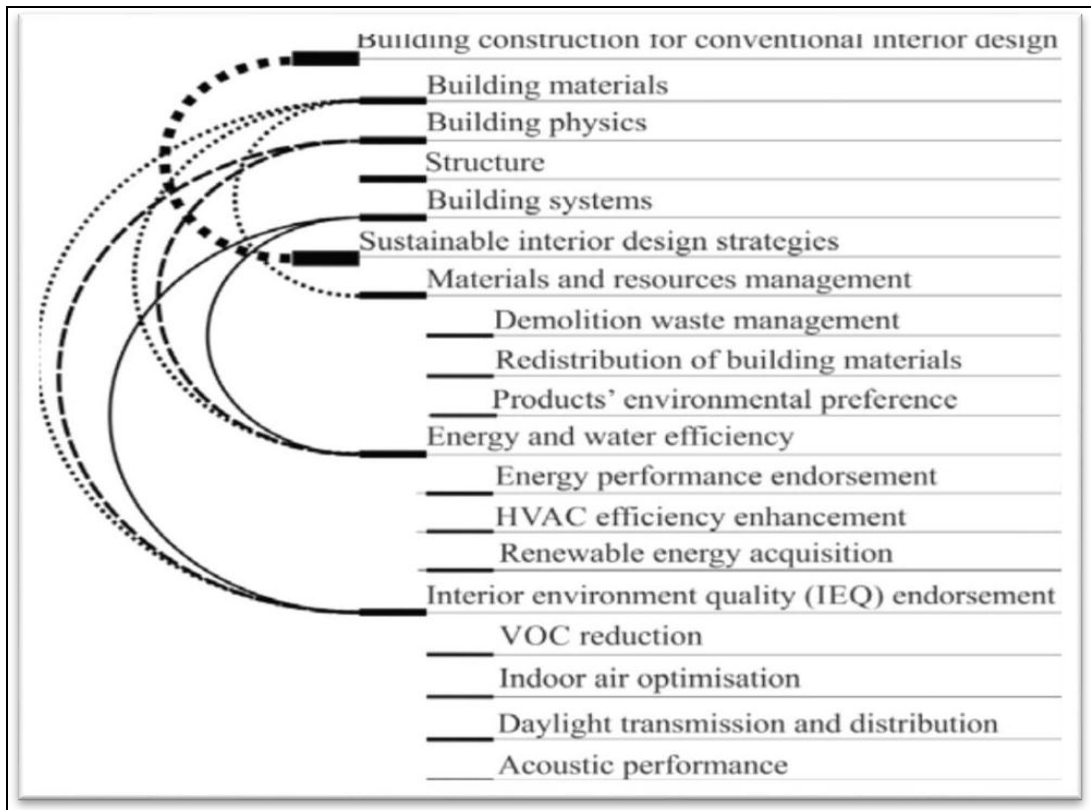 Building construction for conventional interior design
Building materials
Building physics
Structure
Building systems
Sustainable interior design strategies
Materials and resources management
Demolition waste management
Redistribution of building materials
Products’ environmental preference
Energy and water efficiency
Energy performance endorsement
HVAC efficiency enhancement
Renewable energy acquisition
Interior environment quality (IEQ) endorsement
VOC reduction
Indoor air optimisation
Daylight transmission and distribution
Acoustic performance